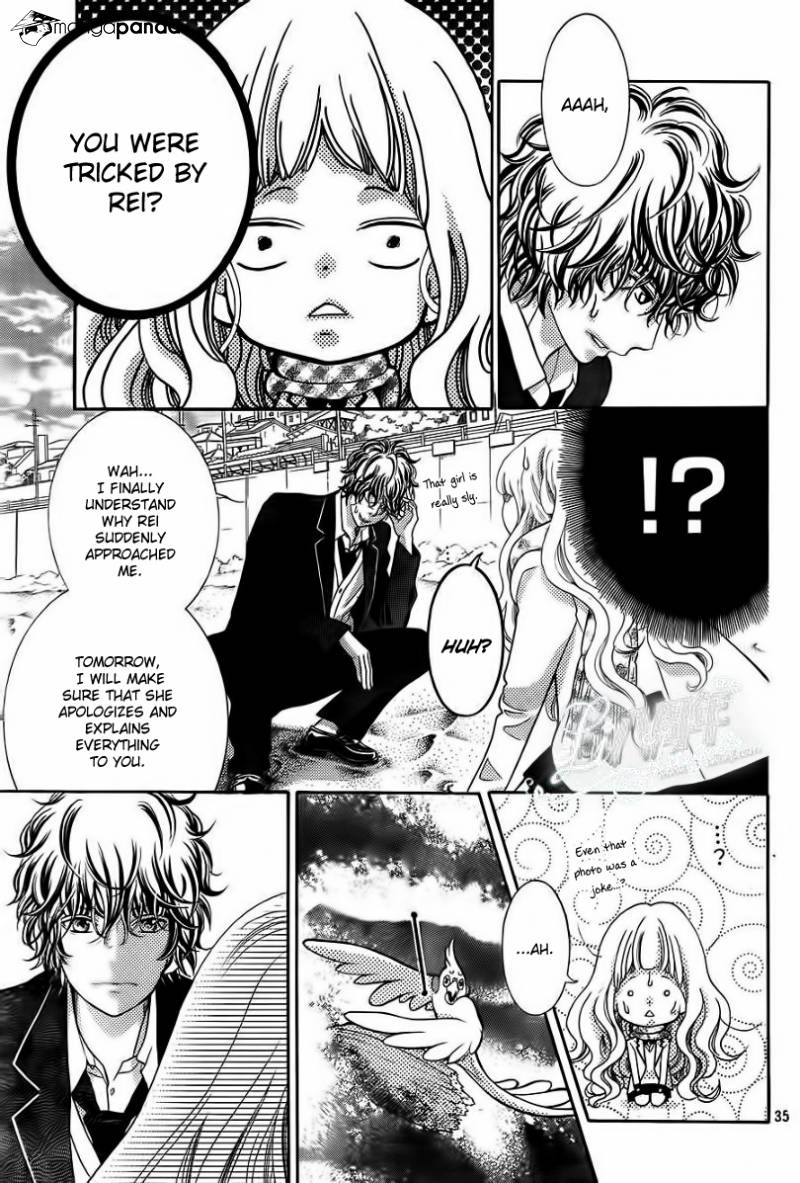 mangapanda
AAAH,
YOU WERE
TRICKED BY
REI?
!?
That girl is
really sly.
HUH?
WAH...
I FINALLY
UNDERSTAND
WHY REI
SUDDENLY
APPROACHED
ME.
TOMORROW,
I WILL MAKE
SURE THAT SHE
APOLOGIZES AND
EXPLAINS
EVERYTHING
TO YOU.
...?
Even that
photo was a
joke...?
...AH.
35